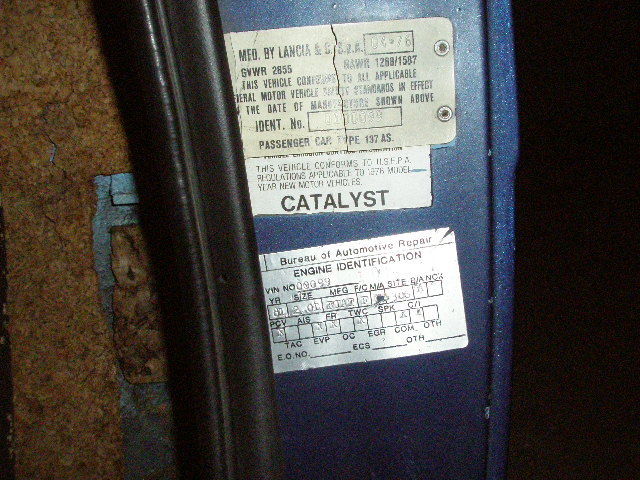 MFD. BY LANCIA & C. S.P.A. 04-76
GVWR 2855 GAWR 1268/1587
THIS VEHICLE CONFORMS TO ALL APPLICABLE
FEDERAL MOTOR VEHICLE SAFETY STANDARDS IN EFFECT
THE DATE OF MANUFACTURE SHOWN ABOVE
IDENT. No.
PASSENGER CAR TYPE 137 AS.
THIS VEHICLE CONFORMS TO U.S.E.P.A.
REGULATIONS APPLICABLE TO 1976 MODEL
YEAR NEW MOTOR VEHICLES.
CATALYST
Bureau of Automotive Repair
ENGINE IDENTIFICATION
VIN NO
YR SIZE MFG F/C M/A SITE R/A NOX
PCV AIS FR TWC SPK C/I
TAC EVP OC EGR COM. OTH
E.O.NO. ECS OTH.